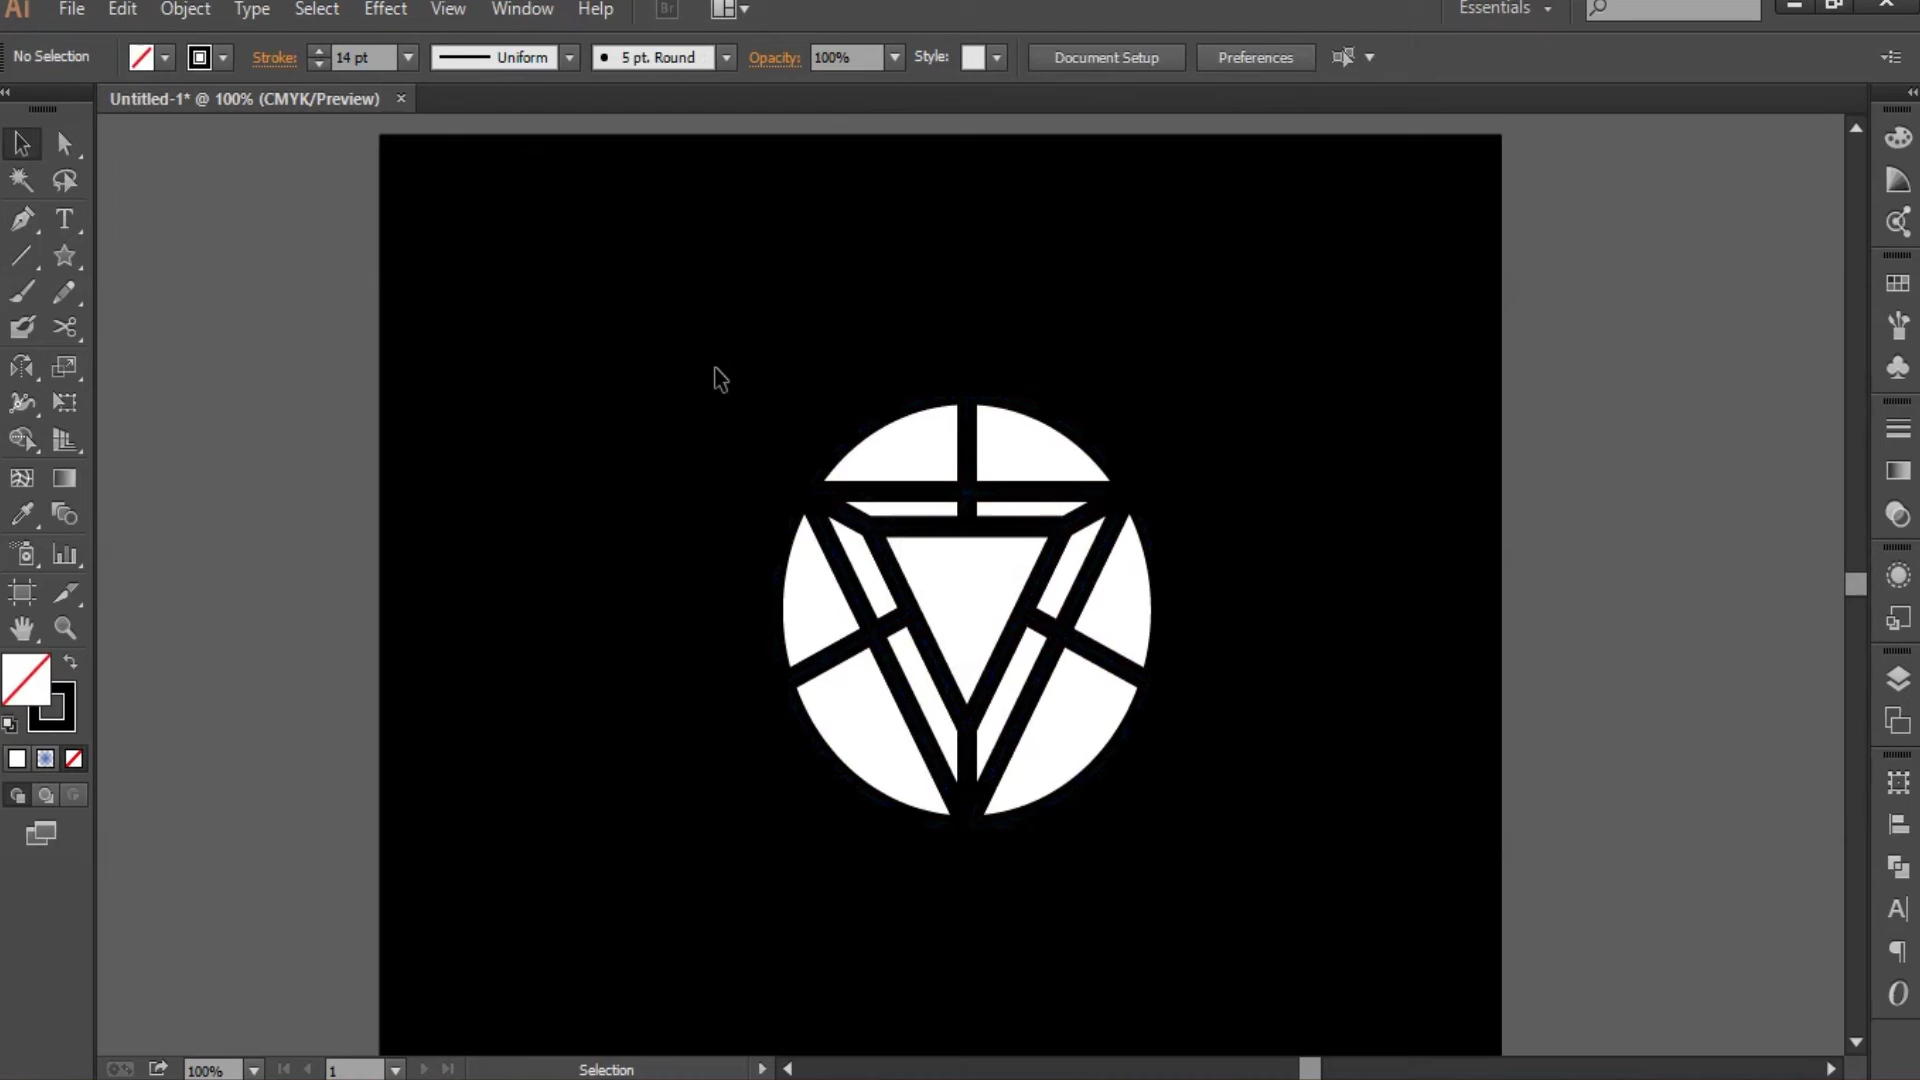 Ai File Edit Object Type Select Effect View Window Help Br Essentials
No Selection Stroke: 14 pt Uniform 5 pt. Round Opacity: 100% Style: Document Setup Preferences
Untitled-1* @ 100% (CMYK/Preview) ×
100% 1 Selection